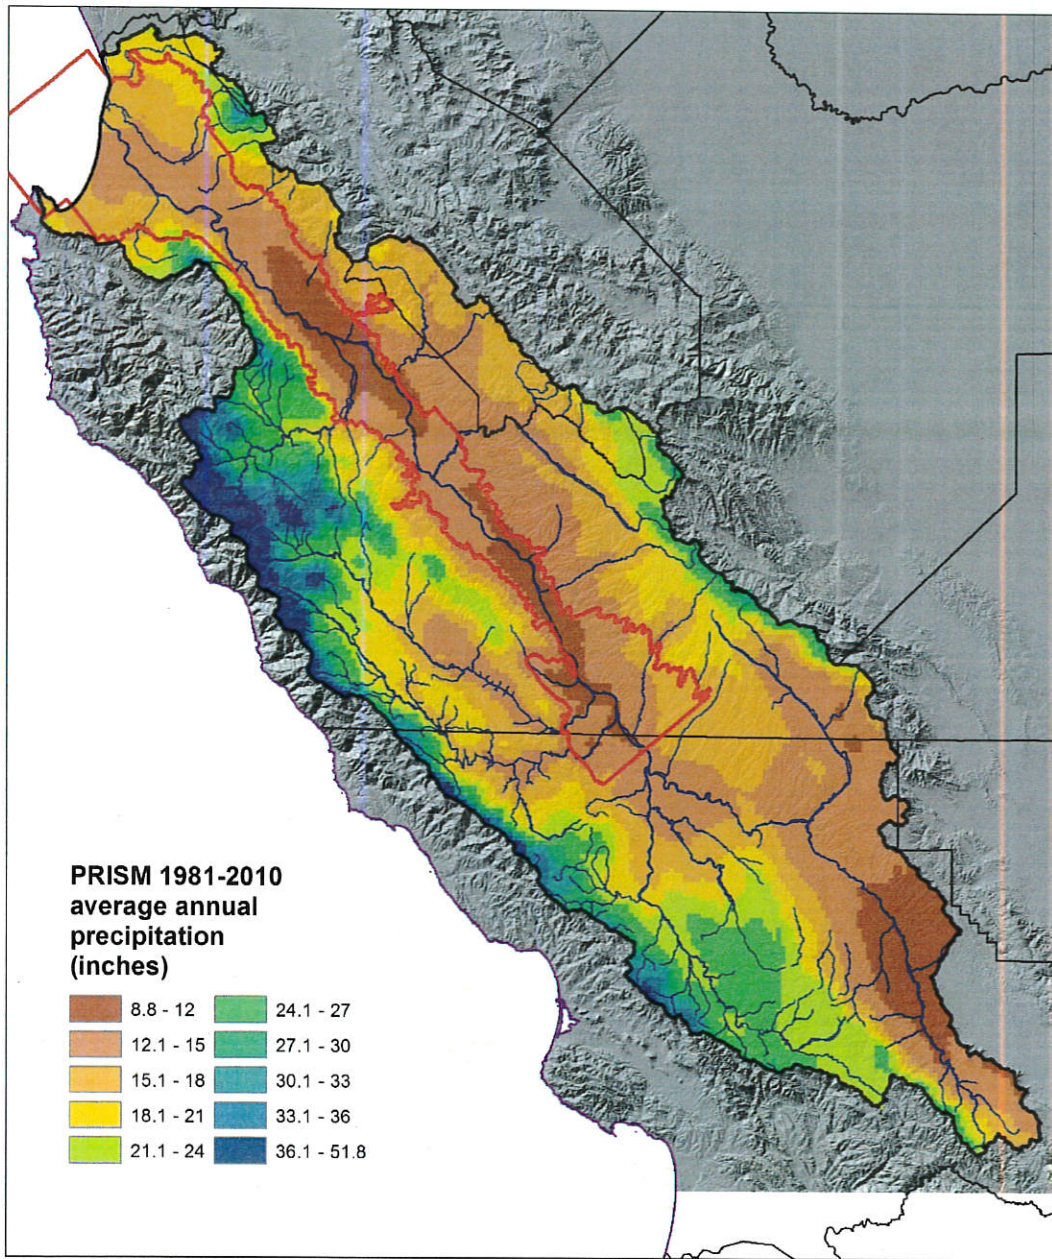 PRISM 1981-2010
average annual
precipitation
(inches)
8.8 - 12
12.1 - 15
15.1 - 18
18.1 - 21
21.1 - 24
24.1 - 27
27.1 - 30
30.1 - 33
33.1 - 36
36.1 - 51.8